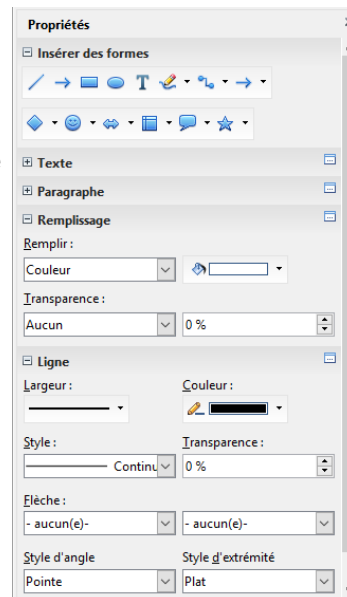 Propriétés
Insérer des formes
T
Texte
Paragraphe
Remplissage
Remplir :
Couleur
Transparence :
Aucun 0 %
Ligne
Largeur : Couleur :
Style : Transparence :
Continu 0 %
Flèche :
- aucun(e)- - aucun(e)-
Style d'angle Style d'extrémité
Pointe Plat